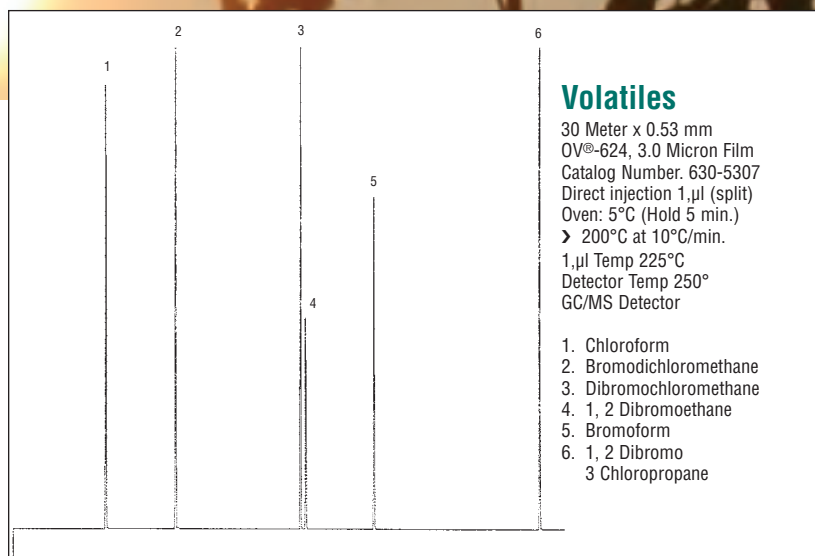 1
2
3
4
5
6
Volatiles
30 Meter x 0.53 mm
OV®-624, 3.0 Micron Film
Catalog Number. 630-5307
Direct injection 1,µl (split)
Oven: 5°C (Hold 5 min.)
❯ 200°C at 10°C/min.
1,µl Temp 225°C
Detector Temp 250°
GC/MS Detector
1. Chloroform
2. Bromodichloromethane
3. Dibromochloromethane
4. 1, 2 Dibromoethane
5. Bromoform
6. 1, 2 Dibromo
3 Chloropropane